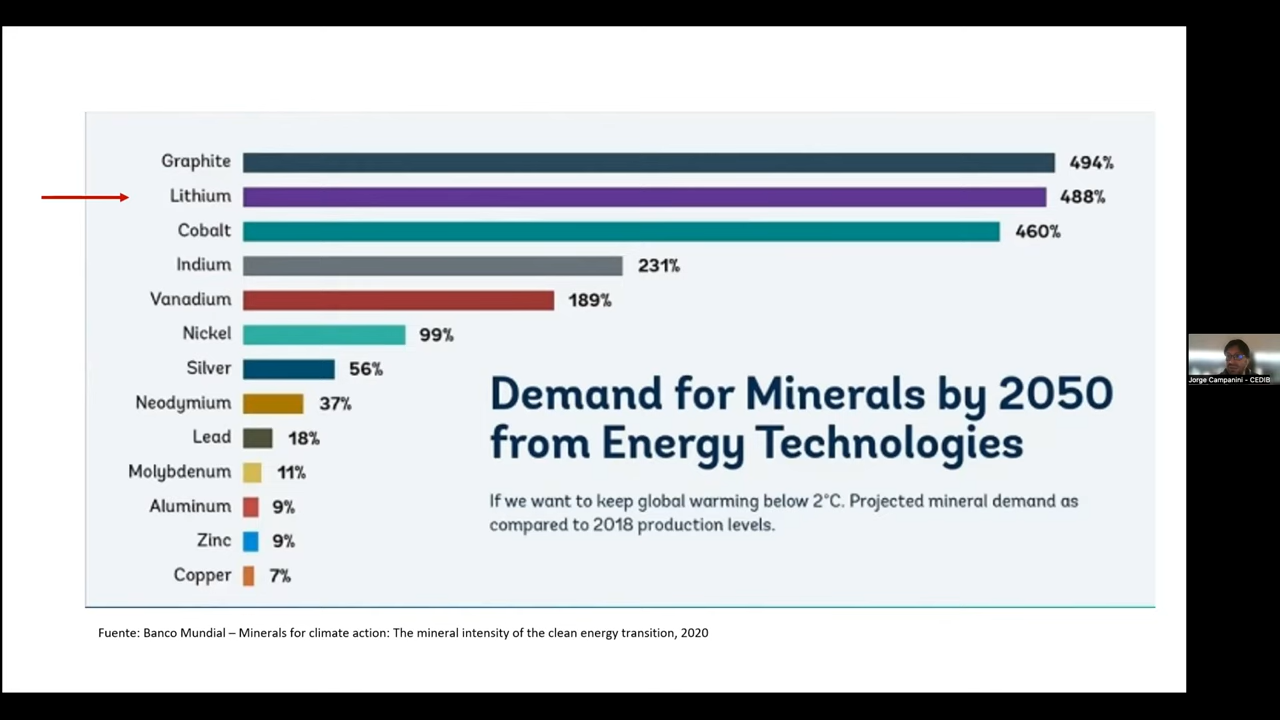 Graphite 494%
Lithium 488%
Cobalt 460%
Indium 231%
Vanadium 189%
Nickel 99%
Silver 56%
Neodymium 37%
Lead 18%
Molybdenum 11%
Aluminum 9%
Zinc 9%
Copper 7%
Demand for Minerals by 2050
from Energy Technologies
If we want to keep global warming below 2°C. Projected mineral demand as
compared to 2018 production levels.
Fuente: Banco Mundial – Minerals for climate action: The mineral intensity of the clean energy transition, 2020
Jorge Campanini - CEDIB